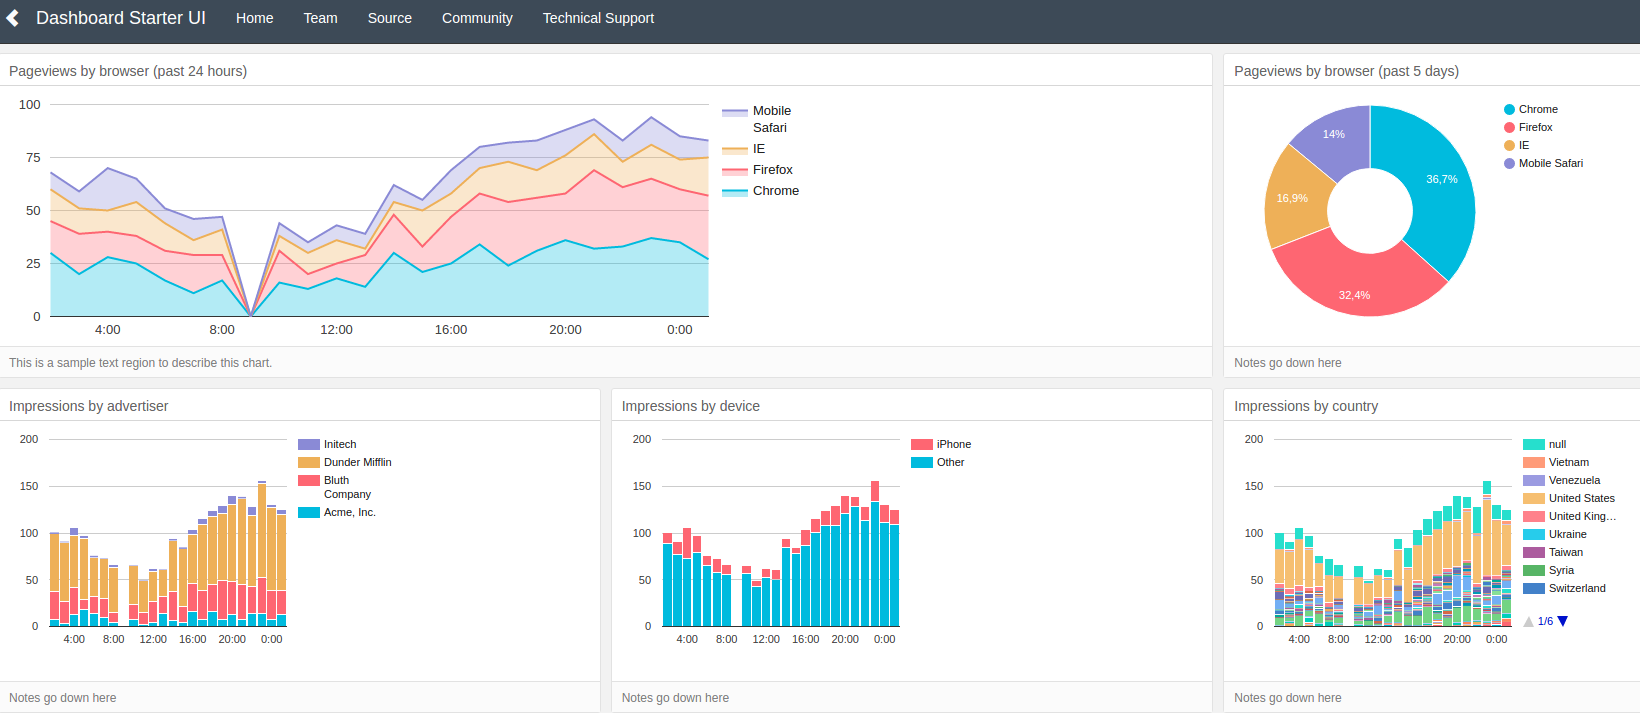 Dashboard Starter UI Home Team Source Community Technical Support
Pageviews by browser (past 24 hours)
100
75
50
25
0
4:00 8:00 12:00 16:00 20:00 0:00
Mobile
Safari
IE
Firefox
Chrome
This is a sample text region to describe this chart.
Pageviews by browser (past 5 days)
14%
36,7%
16,9%
32,4%
Chrome
Firefox
IE
Mobile Safari
Notes go down here
Impressions by advertiser
200
150
100
50
0
4:00 8:00 12:00 16:00 20:00 0:00
Initech
Dunder Mifflin
Bluth
Company
Acme, Inc.
Notes go down here
Impressions by device
200
150
100
50
0
4:00 8:00 12:00 16:00 20:00 0:00
iPhone
Other
Notes go down here
Impressions by country
200
150
100
50
0
4:00 8:00 12:00 16:00 20:00 0:00
null
Vietnam
Venezuela
United States
United King...
Ukraine
Taiwan
Syria
Switzerland
1/6
Notes go down here